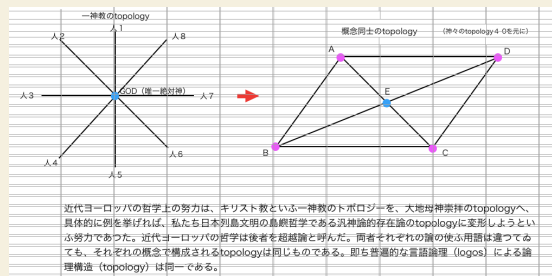 一神教のtopology
概念同士のtopology
（神々のtopology４·０を元に）
人１
人２
人８
GOD（唯一絶対神）
人３
人７
人４
人６
人５
A
D
E
B
C
近代ヨーロッパの哲学上の努力は、キリスト教といふ一神教のトポロジーを、大地母神崇拝のtopologyへ、
具体的に例を挙げれば、私たち日本列島文明の島嶼哲学である汎神論的存在論のtopologyに変形しようとい
ふ努力であつた。近代ヨーロッパの哲学は後者を超越論と呼んだ。両者それぞれの論の使ふ用語は違つてゐ
ても、それぞれの概念で構成されるtopologyは同じものである。即ち普遍的な言語論理（logos）による論
理構造（topology）は同一である。